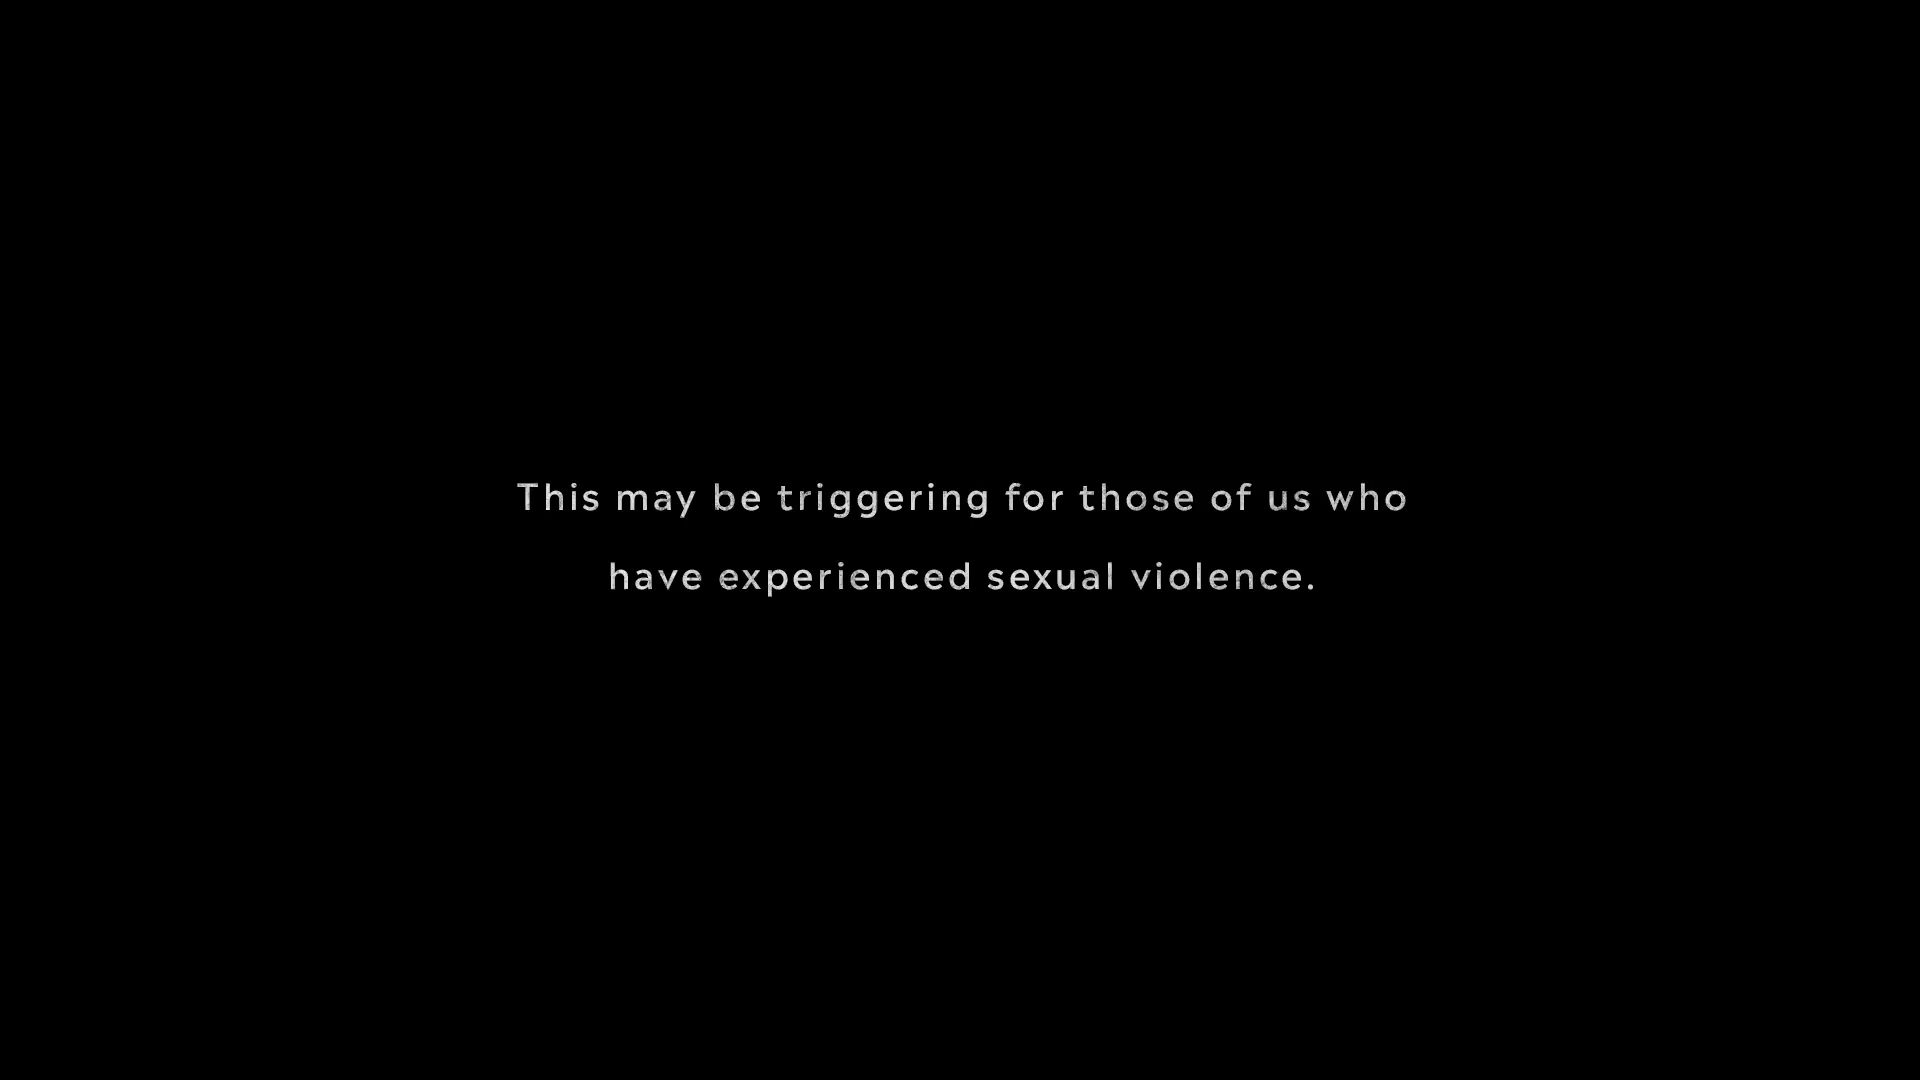 This may be triggering for those of us who
have experienced sexual violence.